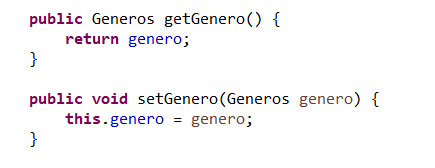 public Generos getGenero() {
    return genero;
}

public void setGenero(Generos genero) {
    this.genero = genero;
}